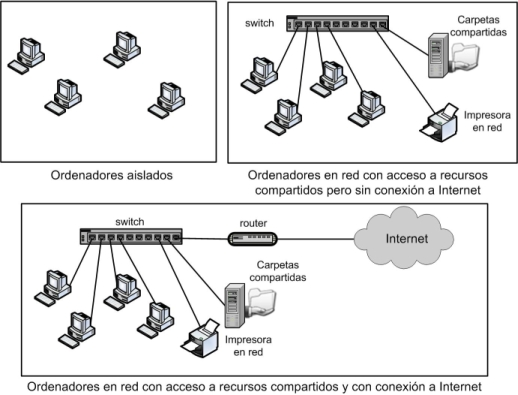 Ordenadores aislados
switch
Carpetas
compartidas
Impresora
en red
Ordenadores en red con acceso a recursos
compartidos pero sin conexión a Internet
switch
router
Internet
Carpetas
compartidas
Impresora
en red
Ordenadores en red con acceso a recursos compartidos y con conexión a Internet